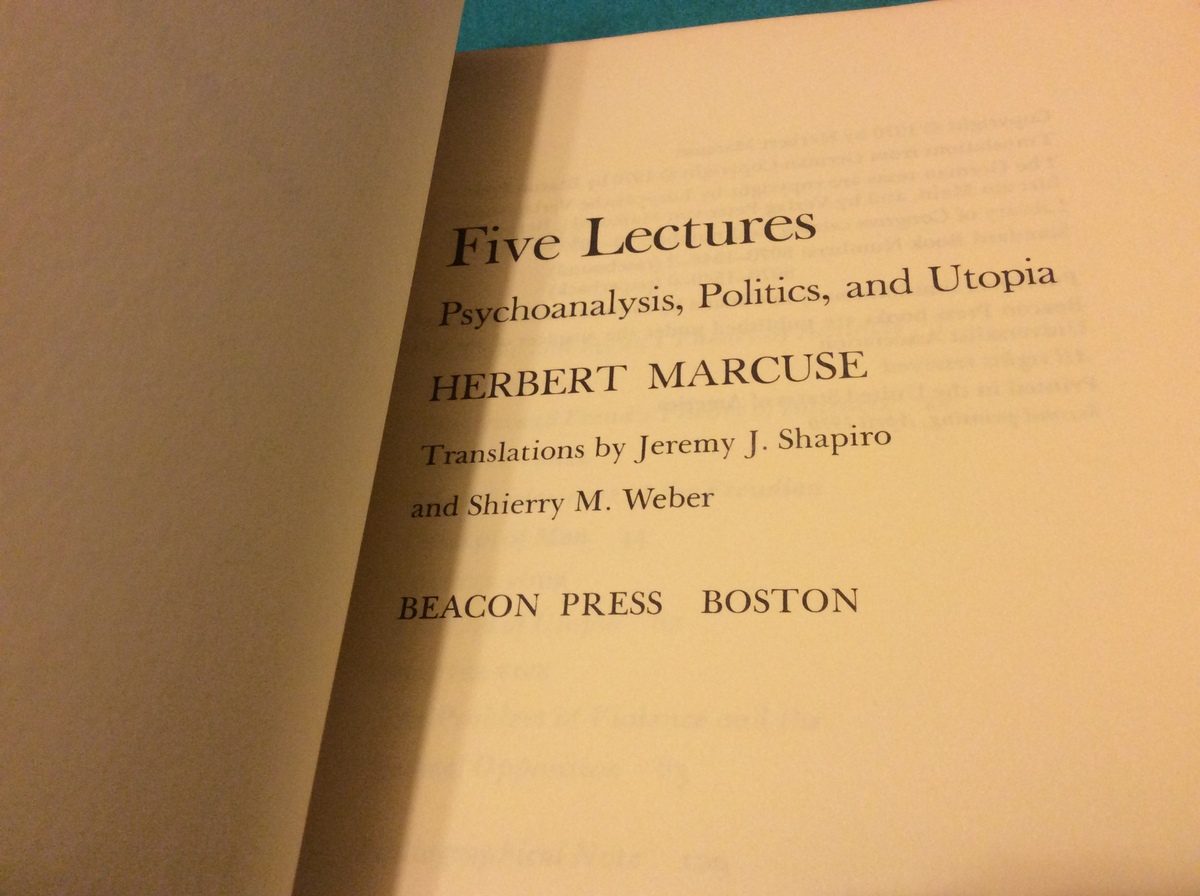 Five Lectures
Psychoanalysis, Politics, and Utopia
HERBERT MARCUSE
Translations by Jeremy J. Shapiro
and Shierry M. Weber
BEACON PRESS BOSTON